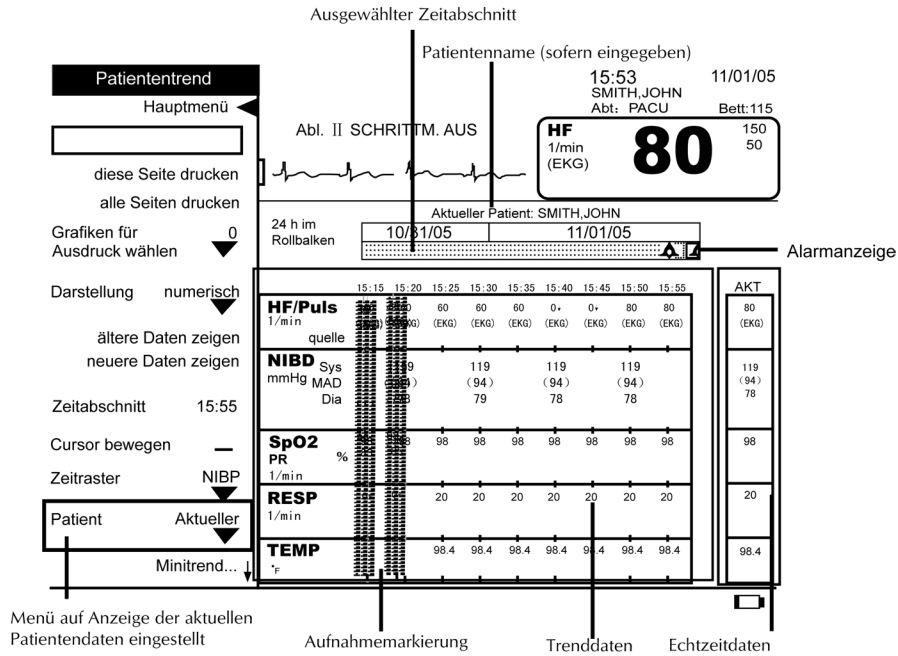 Ausgewählter Zeitabschnitt
Patientenname (sofern eingegeben)
Patiententrend
Hauptmenü
diese Seite drucken
alle Seiten drucken
Grafiken für 0
Ausdruck wählen
Darstellung numerisch
ältere Daten zeigen
neuere Daten zeigen
Zeitabschnitt 15:55
Cursor bewegen
Zeitraster NIBP
Patient Aktueller
Minitrend...
15:53 11/01/05
SMITH,JOHN
Abt: PACU Bett:115
Abl. II SCHRITTM. AUS
HF 80 150
1/min 50
(EKG)
Aktueller Patient: SMITH,JOHN
24 h im
Rollbalken
10/31/05 11/01/05
Alarmanzeige
15:15 15:20 15:25 15:30 15:35 15:40 15:45 15:50 15:55 AKT
HF/Puls 60 60 60 0 0 80 80 80
1/min (EKG) (EKG) (EKG) (EKG) (EKG) (EKG) (EKG) (EKG)
quelle
NIBD Sys 119 119 119 119
mmHg MAD (94) (94) (94) (94)
Dia 79 78 78 78
SpO2 % 98 98 98 98 98 98 98 98
PR
1/min
RESP 20 20 20 20 20 20 20 20
1/min
TEMP 98.4 98.4 98.4 98.4 98.4 98.4 98.4 98.4
°F
Menü auf Anzeige der aktuellen
Patientendaten eingestellt
Aufnahmemarkierung
Trenddaten
Echtzeitdaten